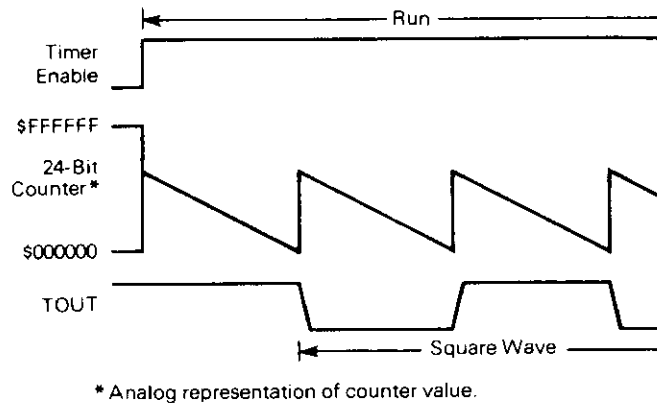 Run
Timer
Enable
$FFFFFF
24-Bit
Counter*
$000000
TOUT
Square Wave
* Analog representation of counter value.